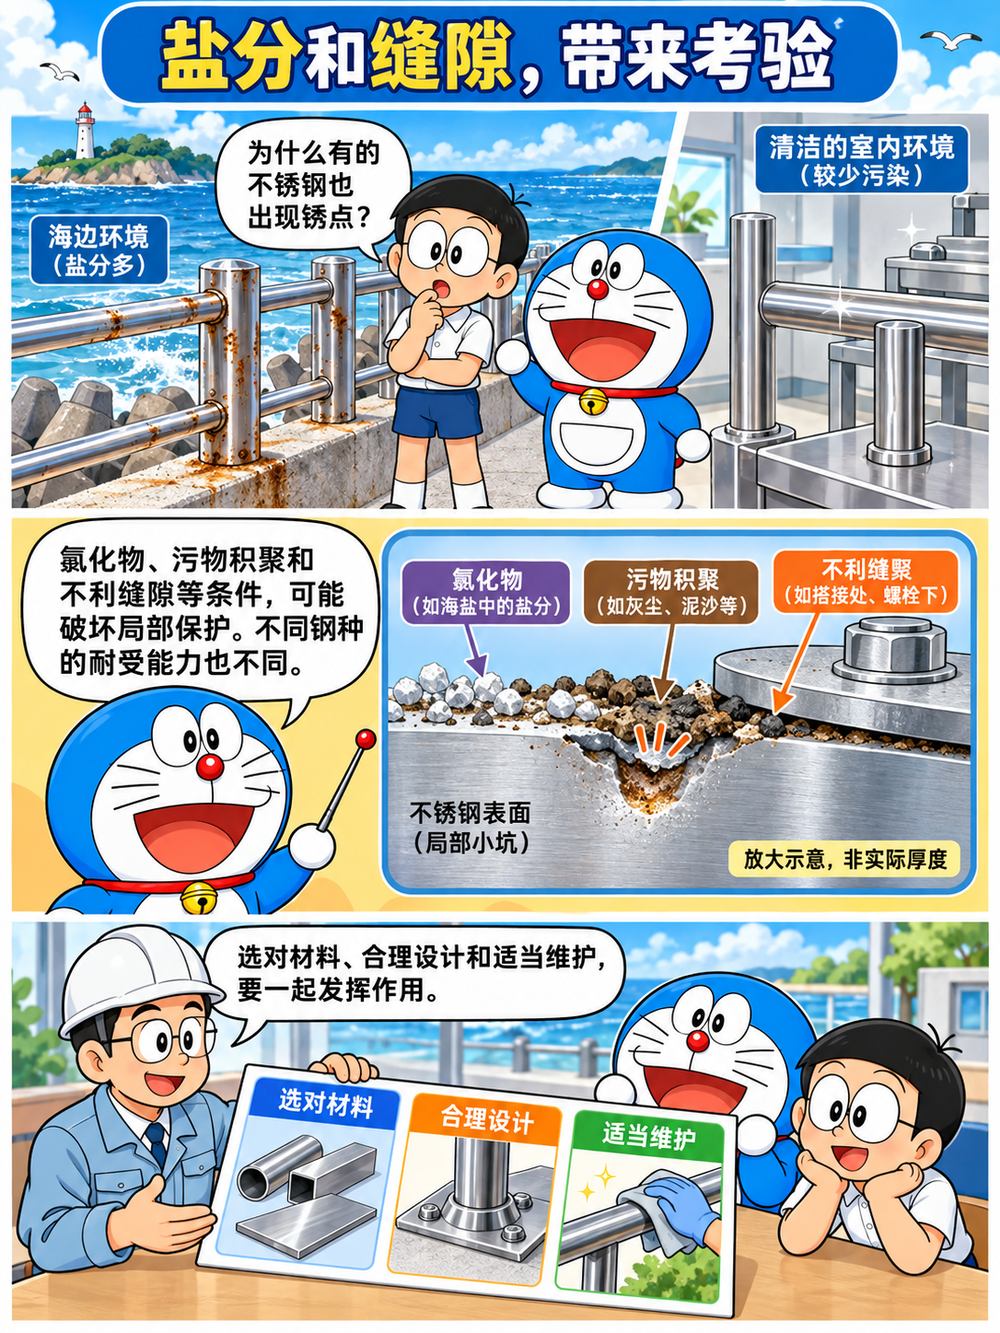 盐分和缝隙，带来考验
为什么有的
不锈钢也
出现锈点？
海边环境
（盐分多）
清洁的室内环境
（较少污染）
氯化物、污物积聚和
不利缝隙等条件，可能
破坏局部保护。不同钢种
的耐受能力也不同。
氯化物
（如海盐中的盐分）
污物积聚
（如灰尘、泥沙等）
不利缝聚
（如搭接处、螺栓下）
不锈钢表面
（局部小坑）
放大示意，非实际厚度
选对材料、合理设计和适当维护，
要一起发挥作用。
选对材料
合理设计
适当维护